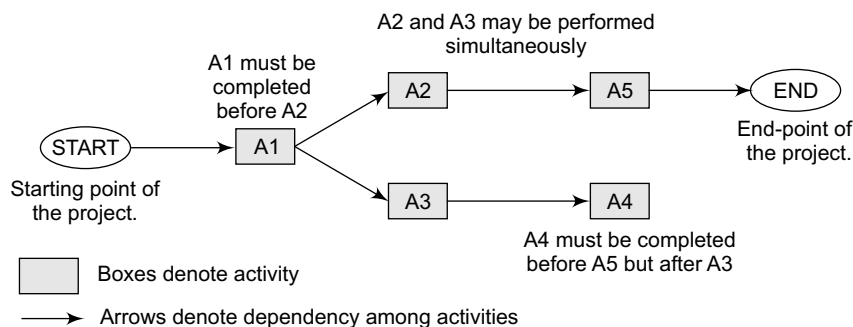 A2 and A3 may be performed
simultaneously
A1 must be
completed
before A2
A2
A5
END
START
A1
End-point of
the project.
Starting point of
the project.
A3
A4
A4 must be completed
before A5 but after A3
Boxes denote activity
Arrows denote dependency among activities